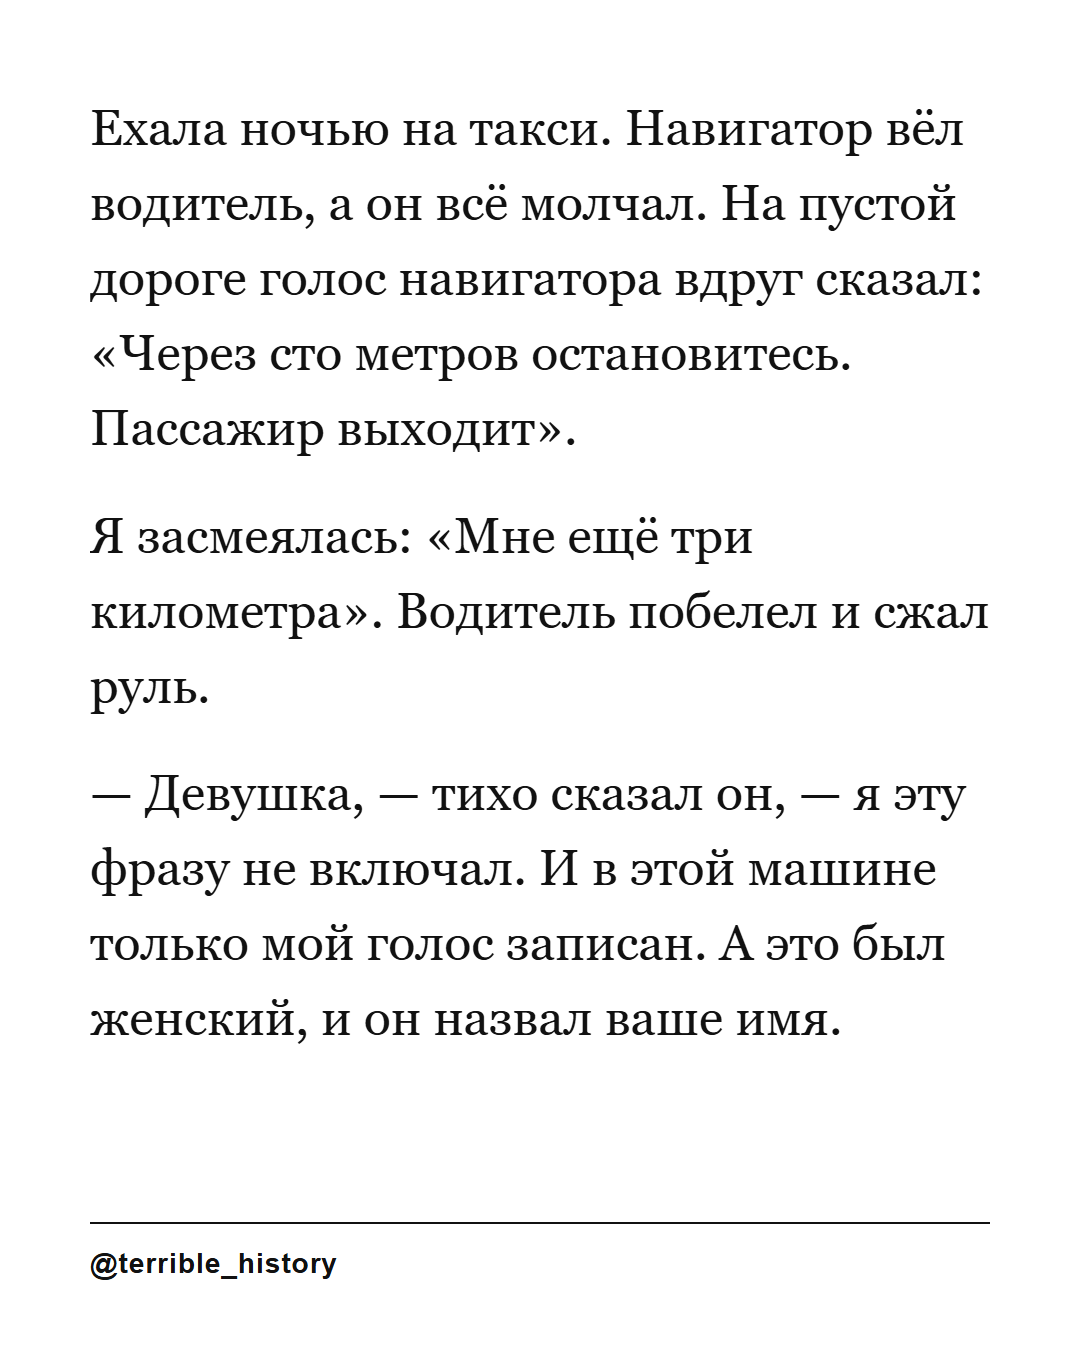 Ехала ночью на такси. Навигатор вёл
водитель, а он всё молчал. На пустой
дороге голос навигатора вдруг сказал:
«Через сто метров остановитесь.
Пассажир выходит».
Я засмеялась: «Мне ещё три
километра». Водитель побелел и сжал
руль.
— Девушка, — тихо сказал он, — я эту
фразу не включал. И в этой машине
только мой голос записан. А это был
женский, и он назвал ваше имя.
@terrible_history